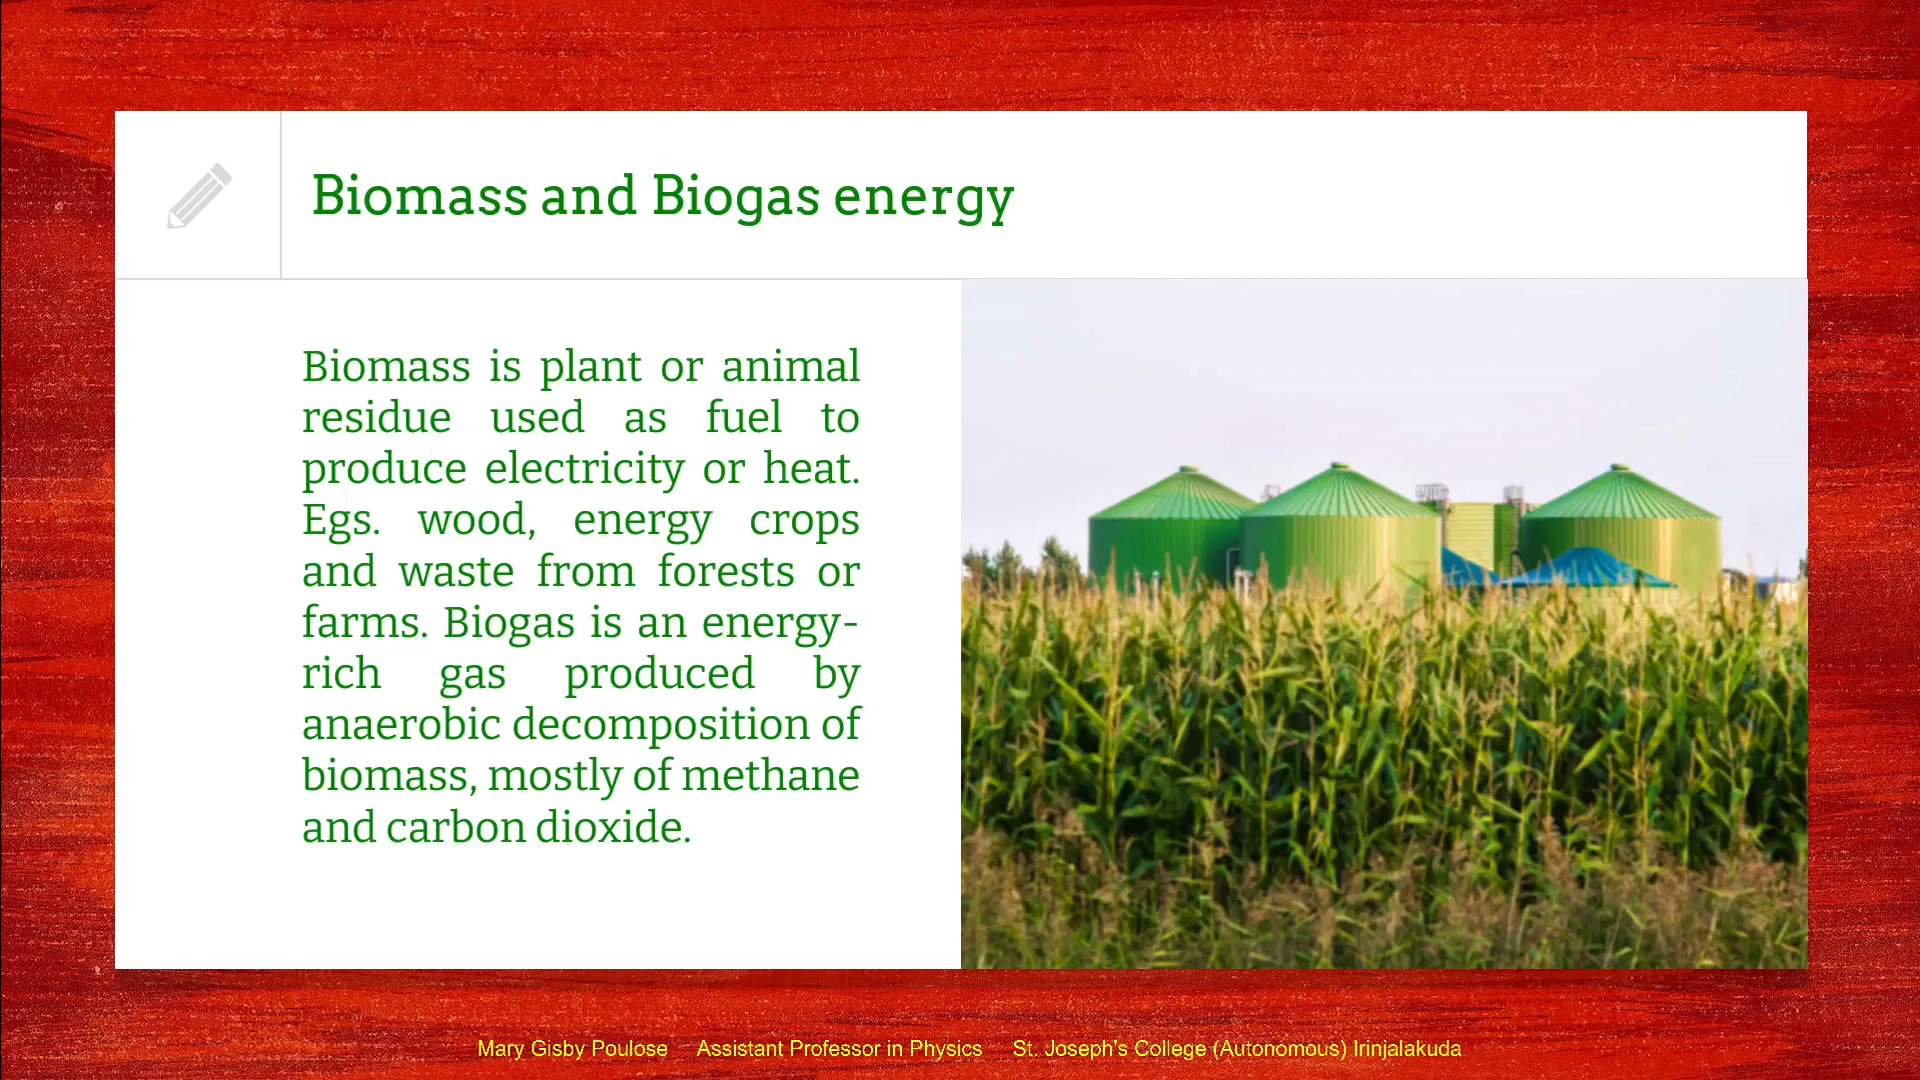 Biomass and Biogas energy
Biomass is plant or animal
residue used as fuel to
produce electricity or heat.
Egs. wood, energy crops
and waste from forests or
farms. Biogas is an energy-
rich gas produced by
anaerobic decomposition of
biomass, mostly of methane
and carbon dioxide.
Mary Gisby Poulose Assistant Professor in Physics St. Joseph's College (Autonomous) Irinjalakuda